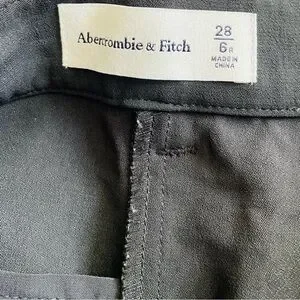 Abercrombie & Fitch
28
6R
MADE IN
CHINA